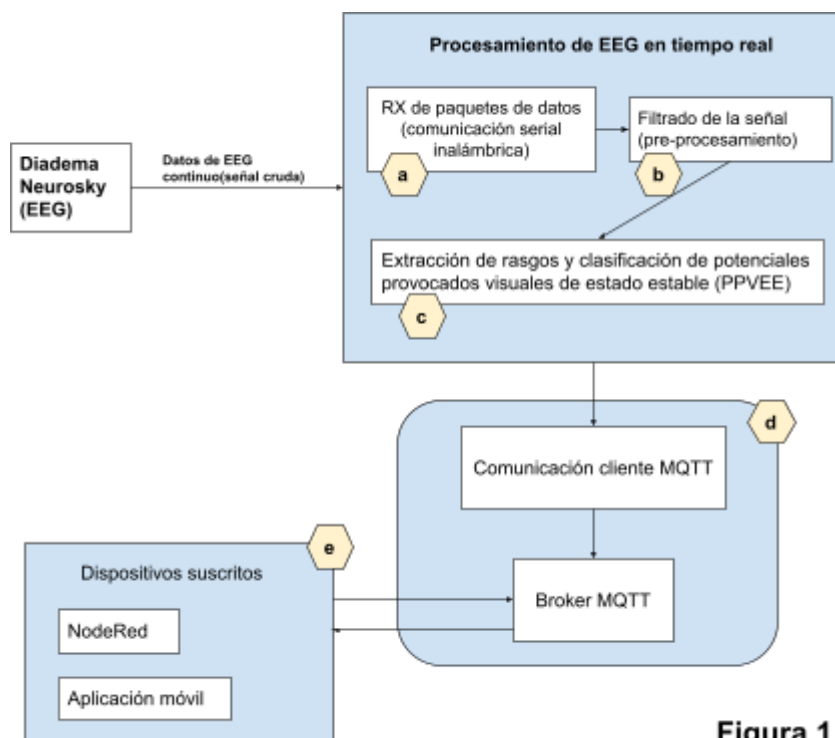 Procesamiento de EEG en tiempo real
RX de paquetes de datos
(comunicación serial
inalámbrica)
a
Filtrado de la señal
(pre-procesamiento)
b
Diadema
Neurosky
(EEG)
Datos de EEG
continuo(señal cruda)
Extracción de rasgos y clasificación de potenciales
provocados visuales de estado estable (PPVEE)
c
d
Comunicación cliente MQTT
Broker MQTT
e
Dispositivos suscritos
NodeRed
Aplicación móvil
Figura 1